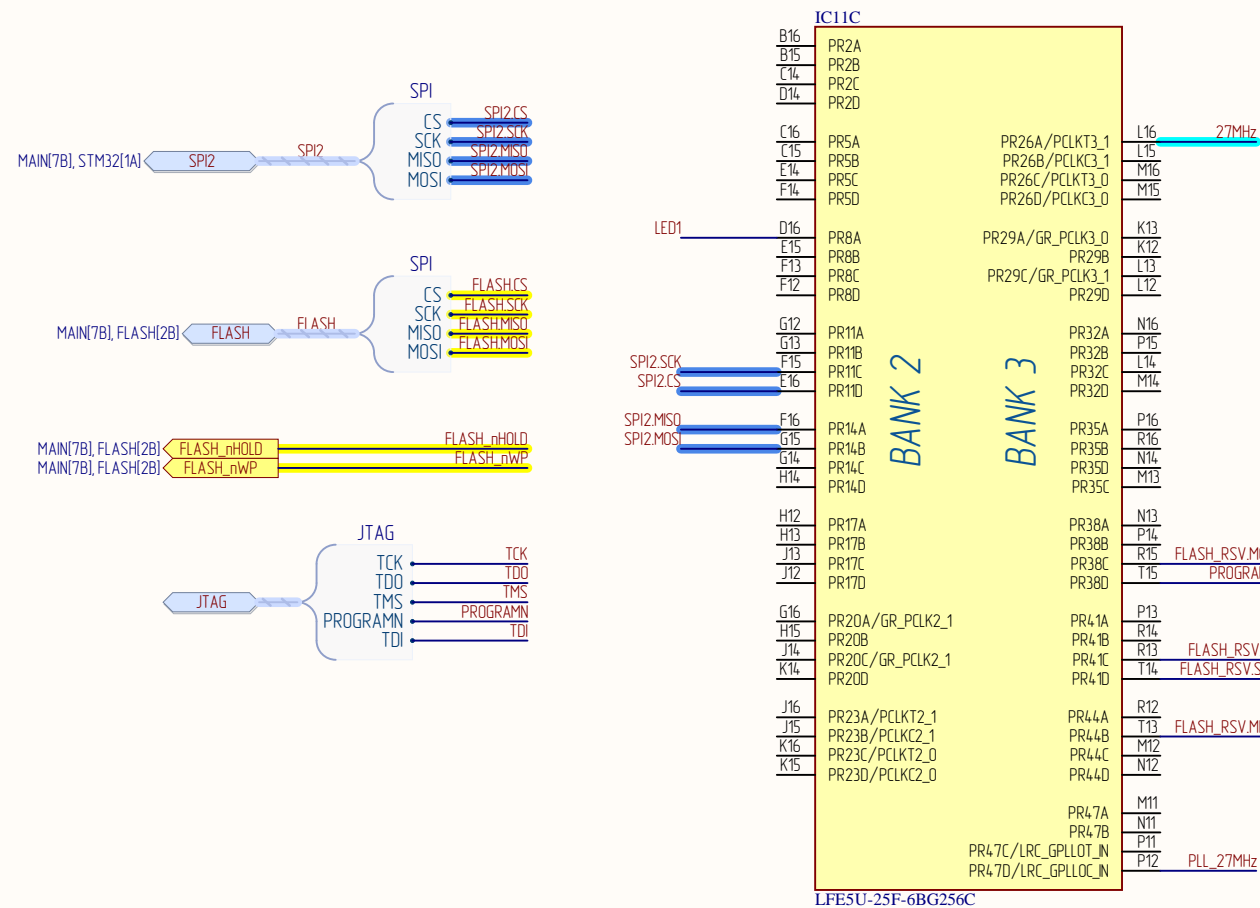 SPI
CS SPI2.CS
SCK SPI2.SCK
MISO SPI2.MISO
MOSI SPI2.MOSI
MAIN[7B], STM32[1A] SPI2 SPI2
SPI
CS FLASH.CS
SCK FLASH.SCK
MISO FLASH.MISO
MOSI FLASH.MOSI
MAIN[7B], FLASH[2B] FLASH FLASH
MAIN[7B], FLASH[2B] FLASH_nHOLD FLASH_nHOLD
MAIN[7B], FLASH[2B] FLASH_nWP FLASH_nWP
JTAG
TCK TCK
TDO TDO
TMS TMS
PROGRAMN PROGRAMN
TDI TDI
JTAG
IC11C
B16 PR2A
B15 PR2B
C14 PR2C
D14 PR2D
C16 PR5A
C15 PR5B
E14 PR5C
F14 PR5D
LED1 D16 PR8A
E15 PR8B
F13 PR8C
F12 PR8D
G12 PR11A
G13 PR11B
SPI2.SCK F15 PR11C
SPI2.CS E16 PR11D
SPI2.MISO F16 PR14A
SPI2.MOSI G15 PR14B
G14 PR14C
H14 PR14D
H12 PR17A
H13 PR17B
J13 PR17C
J12 PR17D
G16 PR20A/GR_PCLK2_1
H15 PR20B
J14 PR20C/GR_PCLK2_1
K14 PR20D
J16 PR23A/PCLKT2_1
J15 PR23B/PCLKC2_1
K16 PR23C/PCLKT2_0
K15 PR23D/PCLKC2_0
BANK 2
BANK 3
PR26A/PCLKT3_1 L16 27MHz
PR26B/PCLKC3_1 L15
PR26C/PCLKT3_0 M16
PR26D/PCLKC3_0 M15
PR29A/GR_PCLK3_0 K13
PR29B K12
PR29C/GR_PCLK3_1 L13
PR29D L12
PR32A N16
PR32B P15
PR32C L14
PR32D M14
PR35A P16
PR35B R16
PR35D N14
PR35C M13
PR38A N13
PR38B P14
PR38C R15 FLASH_RSV.M
PR38D T15 PROGRA
PR41A P13
PR41B R14
PR41C R13 FLASH_RSV
PR41D T14 FLASH_RSV.S
PR44A R12
PR44B T13 FLASH_RSV.M
PR44C M12
PR44D N12
PR47A M11
PR47B N11
PR47C/LRC_GPLL0T_IN P11
PR47D/LRC_GPLL0C_IN P12 PLL_27MHz
LFE5U-25F-6BG256C